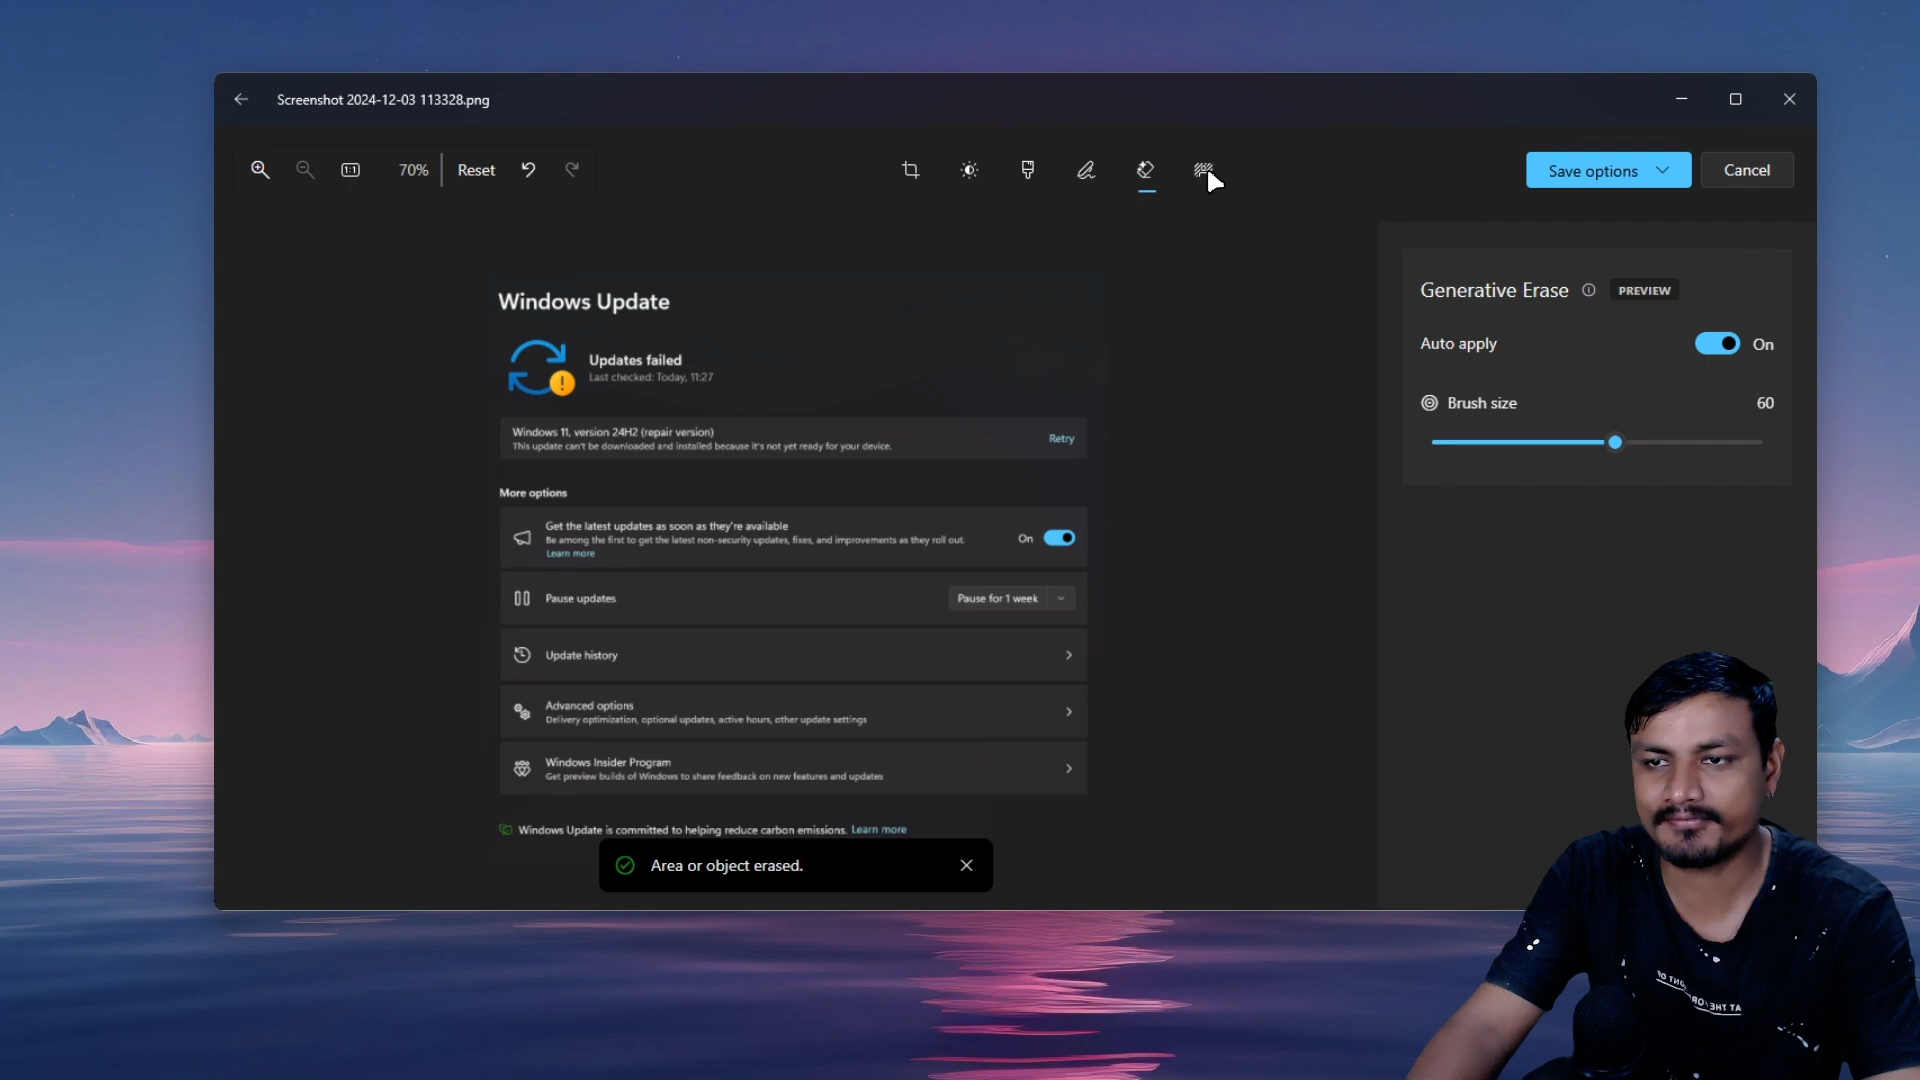 Screenshot 2024-12-03 113328.png
1:1
70%
Reset
Save options
Cancel
Generative Erase
PREVIEW
Auto apply
On
Brush size
60
Windows Update
Updates failed
Last checked: Today, 11:27
Windows 11, version 24H2 (repair version)
This update can't be downloaded and installed because it's not yet ready for your device.
Retry
More options
Get the latest updates as soon as they're available
Be among the first to get the latest non-security updates, fixes, and improvements as they roll out.
Learn more
On
Pause updates
Pause for 1 week
Update history
Advanced options
Delivery optimization, optional updates, active hours, other update settings
Windows Insider Program
Get preview builds of Windows to share feedback on new features and updates
Windows Update is committed to helping reduce carbon emissions. Learn more
Area or object erased.